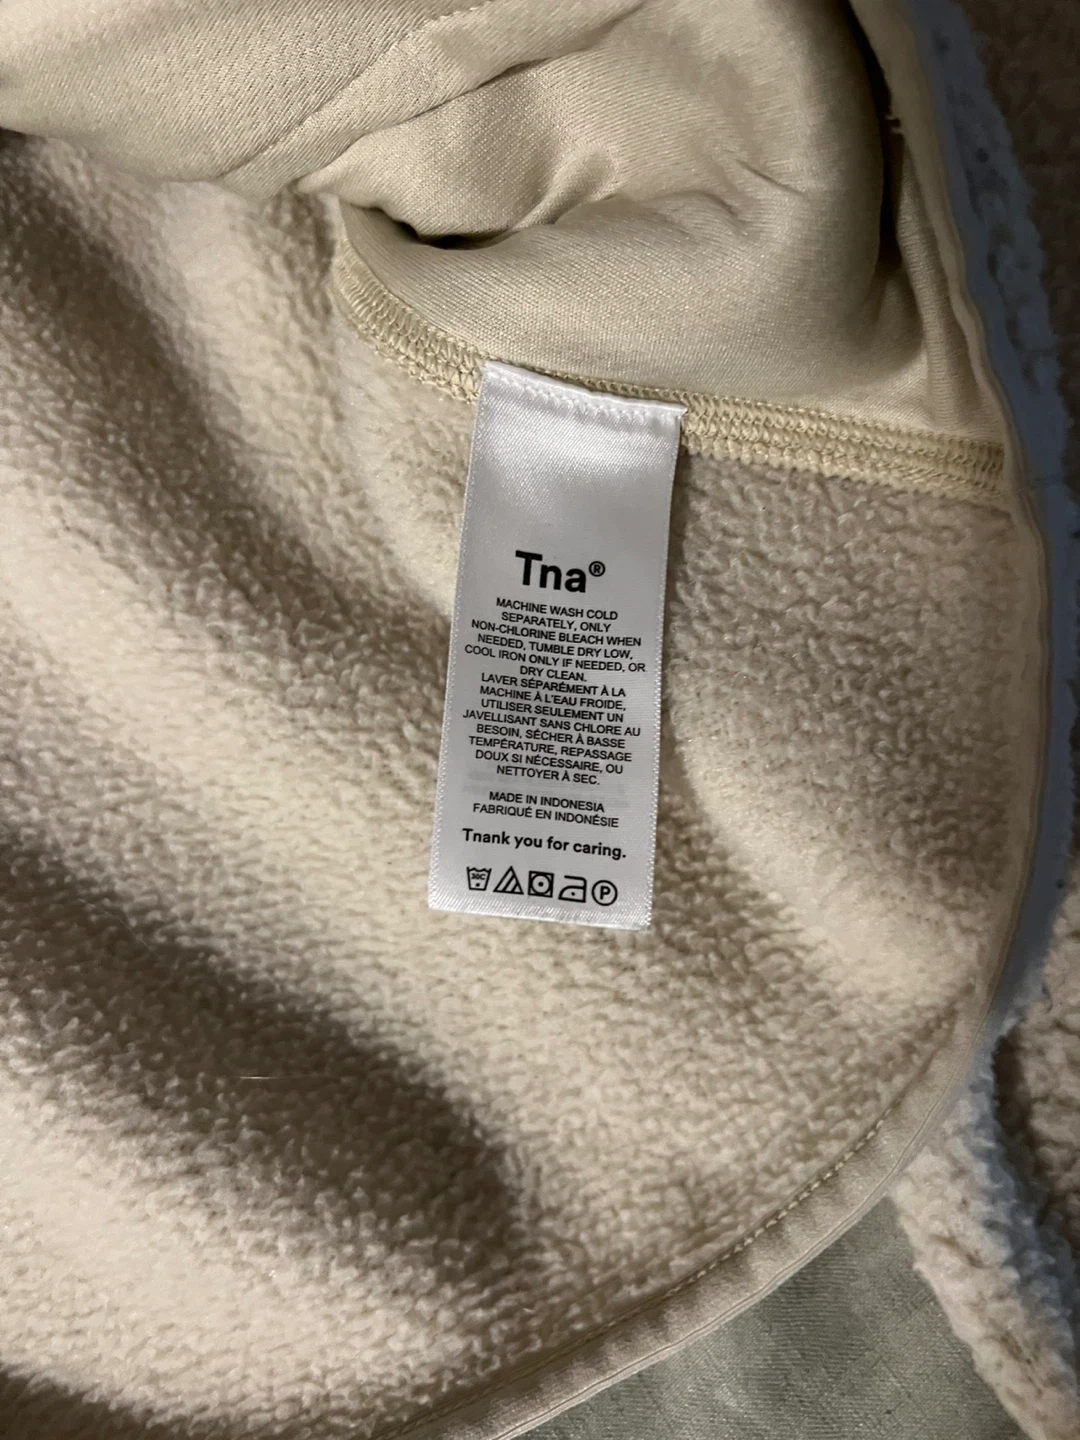 Tna®
MACHINE WASH COLD
SEPARATELY, ONLY
NON-CHLORINE BLEACH WHEN
NEEDED, TUMBLE DRY LOW,
COOL IRON ONLY IF NEEDED, OR
DRY CLEAN.
LAVER SÉPARÉMENT À LA
MACHINE À L'EAU FROIDE,
UTILISER SEULEMENT UN
JAVELLISANT SANS CHLORE AU
BESOIN, SÉCHER À BASSE
TEMPÉRATURE, REPASSAGE
DOUX SI NÉCESSAIRE, OU
NETTOYER À SEC.
MADE IN INDONESIA
FABRIQUÉ EN INDONÉSIE
Tnank you for caring.
30C P